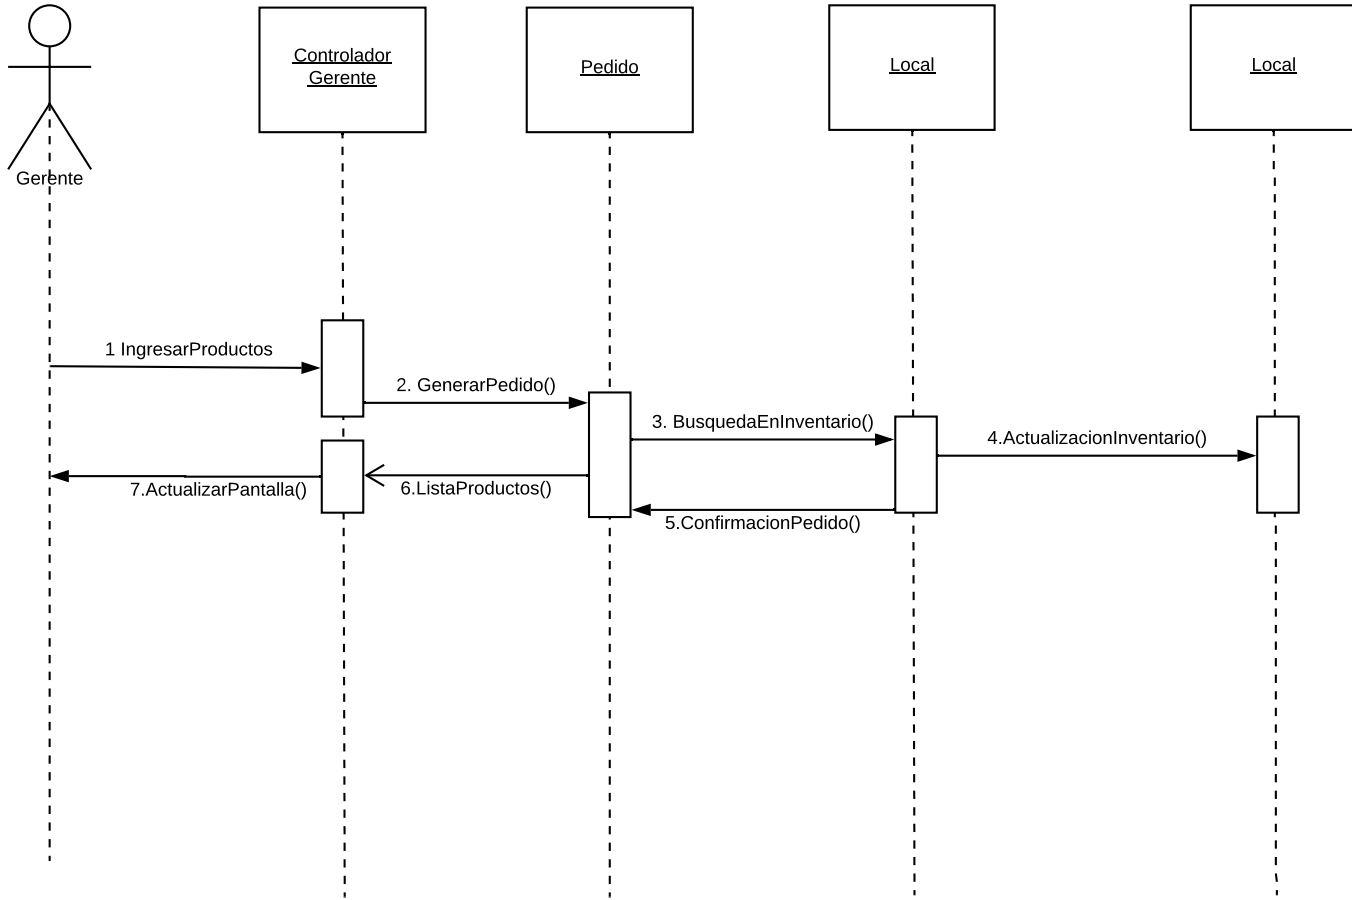 Controlador
Gerente
Pedido
Local
Local
Gerente
1 IngresarProductos
2. GenerarPedido()
3. BusquedaEnInventario()
4.ActualizacionInventario()
7.ActualizarPantalla()
6.ListaProductos()
5.ConfirmacionPedido()